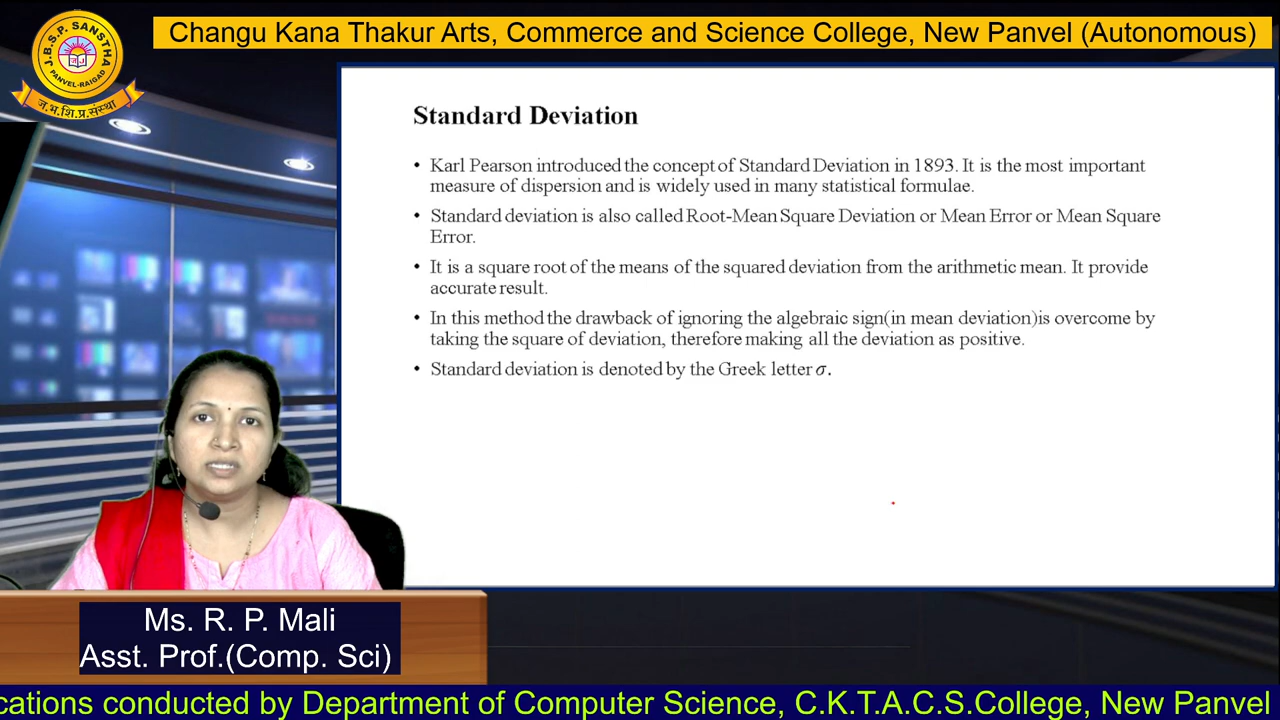 Changu Kana Thakur Arts, Commerce and Science College, New Panvel (Autonomous)
J.B.S.P. SANSTHA
PANVEL-RAIGAD
ज.भ.शि.प्र.संस्था
Standard Deviation
• Karl Pearson introduced the concept of Standard Deviation in 1893. It is the most important
measure of dispersion and is widely used in many statistical formulae.
• Standard deviation is also called Root-Mean Square Deviation or Mean Error or Mean Square
Error.
• It is a square root of the means of the squared deviation from the arithmetic mean. It provide
accurate result.
• In this method the drawback of ignoring the algebraic sign(in mean deviation)is overcome by
taking the square of deviation, therefore making all the deviation as positive.
• Standard deviation is denoted by the Greek letter σ.
Ms. R. P. Mali
Asst. Prof.(Comp. Sci)
cations conducted by Department of Computer Science, C.K.T.A.C.S.College, New Panvel